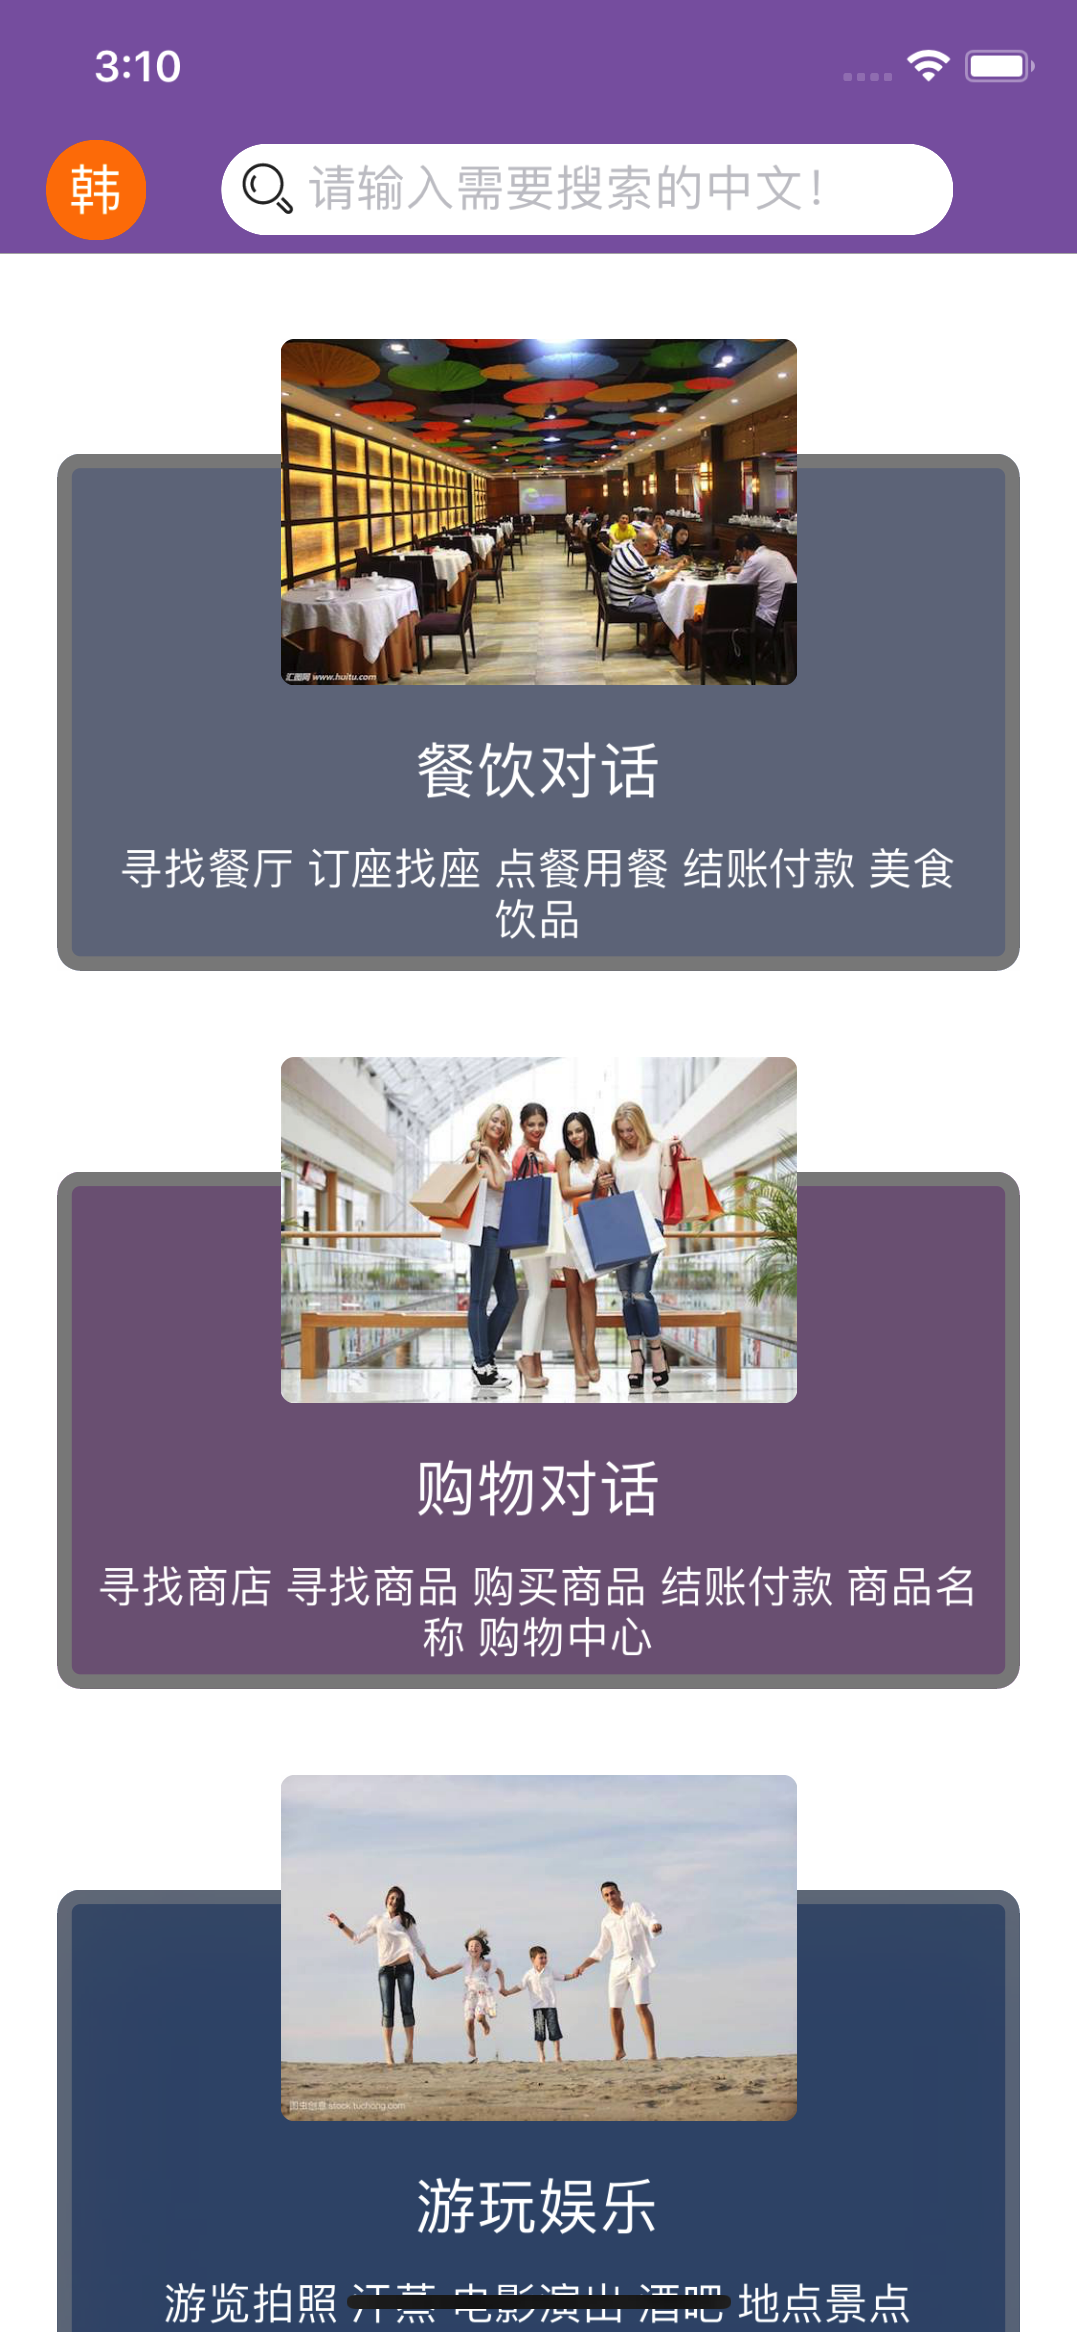 3:10
韩
请输入需要搜索的中文!
汇图网 www.huitu.com
餐饮对话
寻找餐厅 订座找座 点餐用餐 结账付款 美食
饮品
购物对话
寻找商店 寻找商品 购买商品 结账付款 商品名
称 购物中心
图虫创意 stock.tuchong.com
游玩娱乐
游览拍照 汗蒸 电影演出 酒吧 地点景点